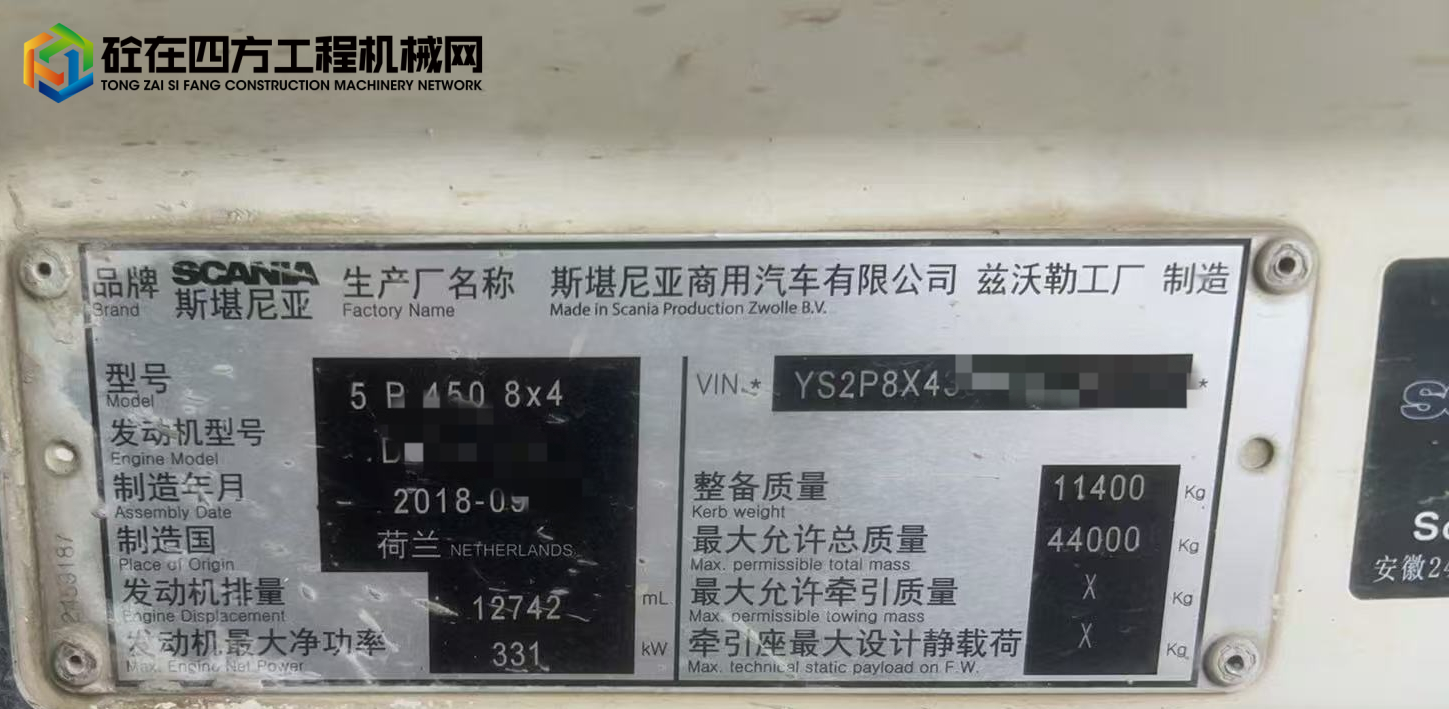 砼在四方工程机械网
TONG ZAI SI FANG CONSTRUCTION MACHINERY NETWORK
品牌 SCANIA 生产厂名称 斯堪尼亚商用汽车有限公司 兹沃勒工厂 制造
Brand 斯堪尼亚 Factory Name Made in Scania Production Zwolle B.V.
型号 5 P 450 8x4
Model
发动机型号
Engine Model
制造年月 2018-09
Assembly Date
制造国 荷兰 NETHERLANDS
Place of Origin
发动机排量 12742 mL
Engine Displacement
发动机最大净功率 331 kW
Max. Engine Net Power
VIN * YS2P8X4 *
整备质量 11400 Kg
Kerb weight
最大允许总质量 44000 Kg
Max. permissible total mass
最大允许牵引质量 X Kg
Max. permissible towing mass
牵引座最大设计静载荷 X Kg
Max. technical static payload on F.W.
安徽